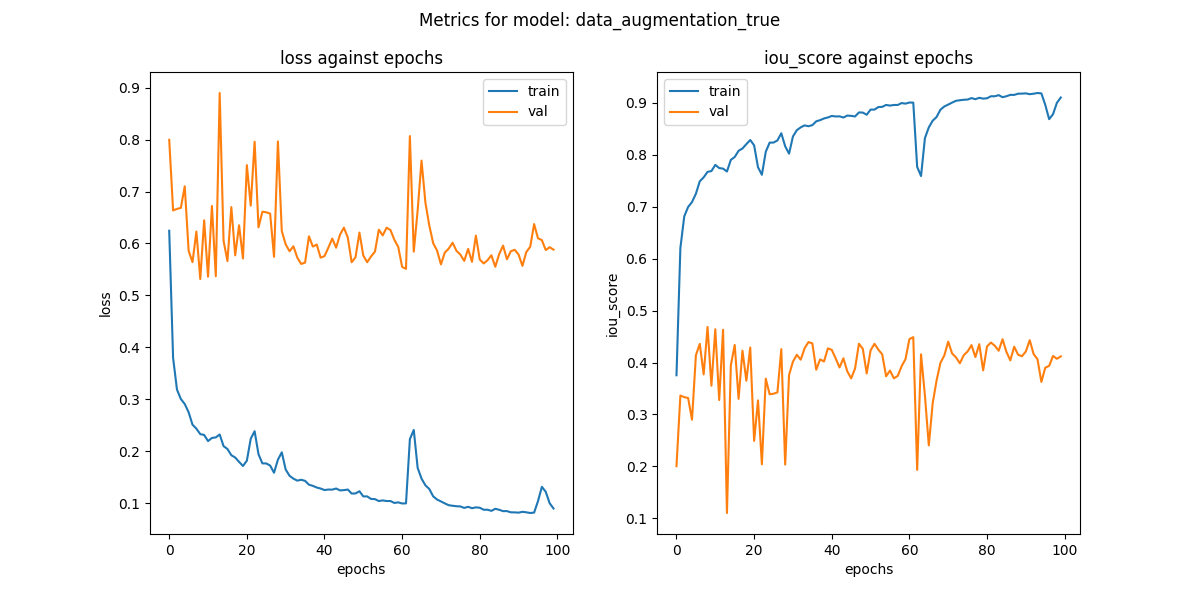 Metrics for model: data_augmentation_true
loss against epochs
0.9
0.8
0.7
0.6
0.5
0.4
0.3
0.2
0.1
loss
0 20 40 60 80 100
epochs
train
val
iou_score against epochs
0.9
0.8
0.7
0.6
0.5
0.4
0.3
0.2
0.1
iou_score
0 20 40 60 80 100
epochs
train
val